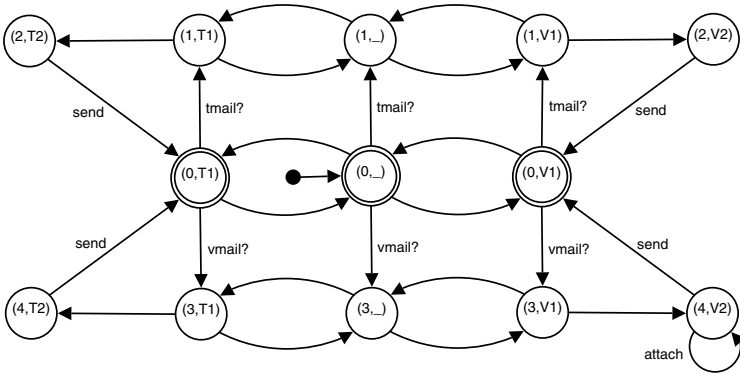 (2,T2)
(1,T1)
(1,_)
(1,V1)
(2,V2)
send
tmail?
tmail?
tmail?
send
(0,T1)
(0,_)
(0,V1)
send
vmail?
vmail?
vmail?
send
(4,T2)
(3,T1)
(3,_)
(3,V1)
(4,V2)
attach